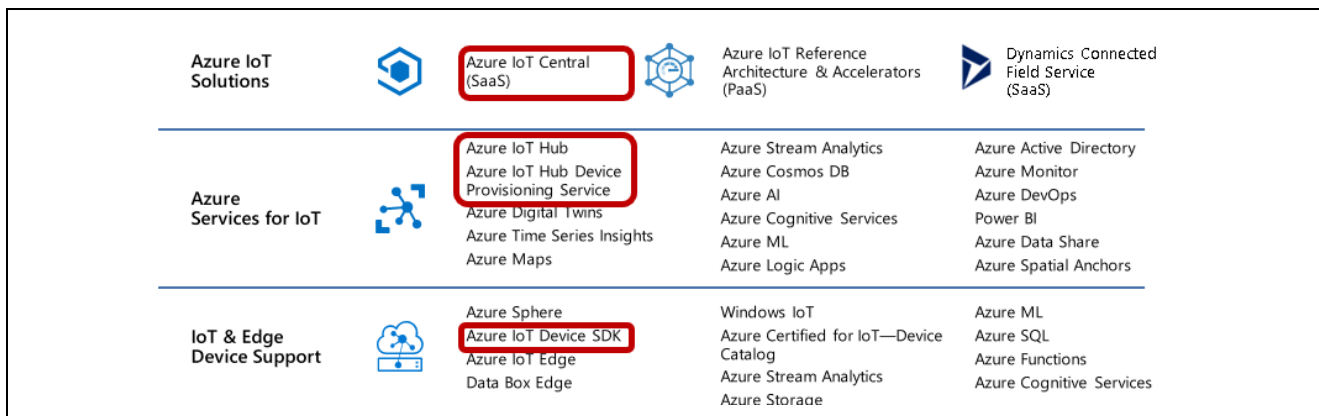 Azure IoT
Solutions
Azure IoT Central
(SaaS)
Azure IoT Reference
Architecture & Accelerators
(PaaS)
Dynamics Connected
Field Service
(SaaS)
Azure
Services for IoT
Azure IoT Hub
Azure IoT Hub Device
Provisioning Service
Azure Digital Twins
Azure Time Series Insights
Azure Maps
Azure Stream Analytics
Azure Cosmos DB
Azure AI
Azure Cognitive Services
Azure ML
Azure Logic Apps
Azure Active Directory
Azure Monitor
Azure DevOps
Power BI
Azure Data Share
Azure Spatial Anchors
IoT & Edge
Device Support
Azure Sphere
Azure IoT Device SDK
Azure IoT Edge
Data Box Edge
Windows IoT
Azure Certified for IoT—Device
Catalog
Azure Stream Analytics
Azure Storage
Azure ML
Azure SQL
Azure Functions
Azure Cognitive Services